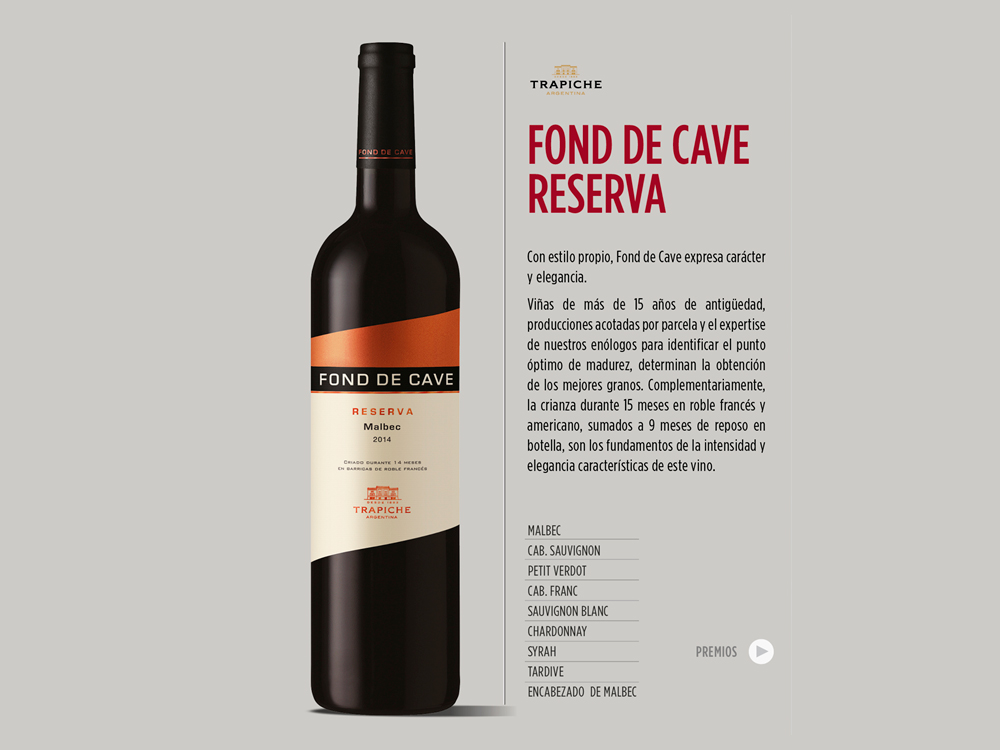 FOND DE CAVE
FOND DE CAVE
RESERVA
Malbec
2014
CRIADO DURANTE 14 MESES
EN BARRICAS DE ROBLE FRANCÉS
DESDE 1883
TRAPICHE
ARGENTINA
TRAPICHE
ARGENTINA
FOND DE CAVE
RESERVA
Con estilo propio, Fond de Cave expresa carácter
y elegancia.
Viñas de más de 15 años de antigüedad,
producciones acotadas por parcela y el expertise
de nuestros enólogos para identificar el punto
óptimo de madurez, determinan la obtención
de los mejores granos. Complementariamente,
la crianza durante 15 meses en roble francés y
americano, sumados a 9 meses de reposo en
botella, son los fundamentos de la intensidad y
elegancia características de este vino.
MALBEC
CAB. SAUVIGNON
PETIT VERDOT
CAB. FRANC
SAUVIGNON BLANC
CHARDONNAY
SYRAH
TARDIVE
ENCABEZADO DE MALBEC
PREMIOS